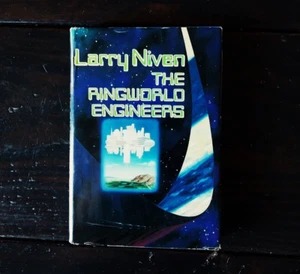 Larry Niven
THE
RINGWORLD
ENGINEERS